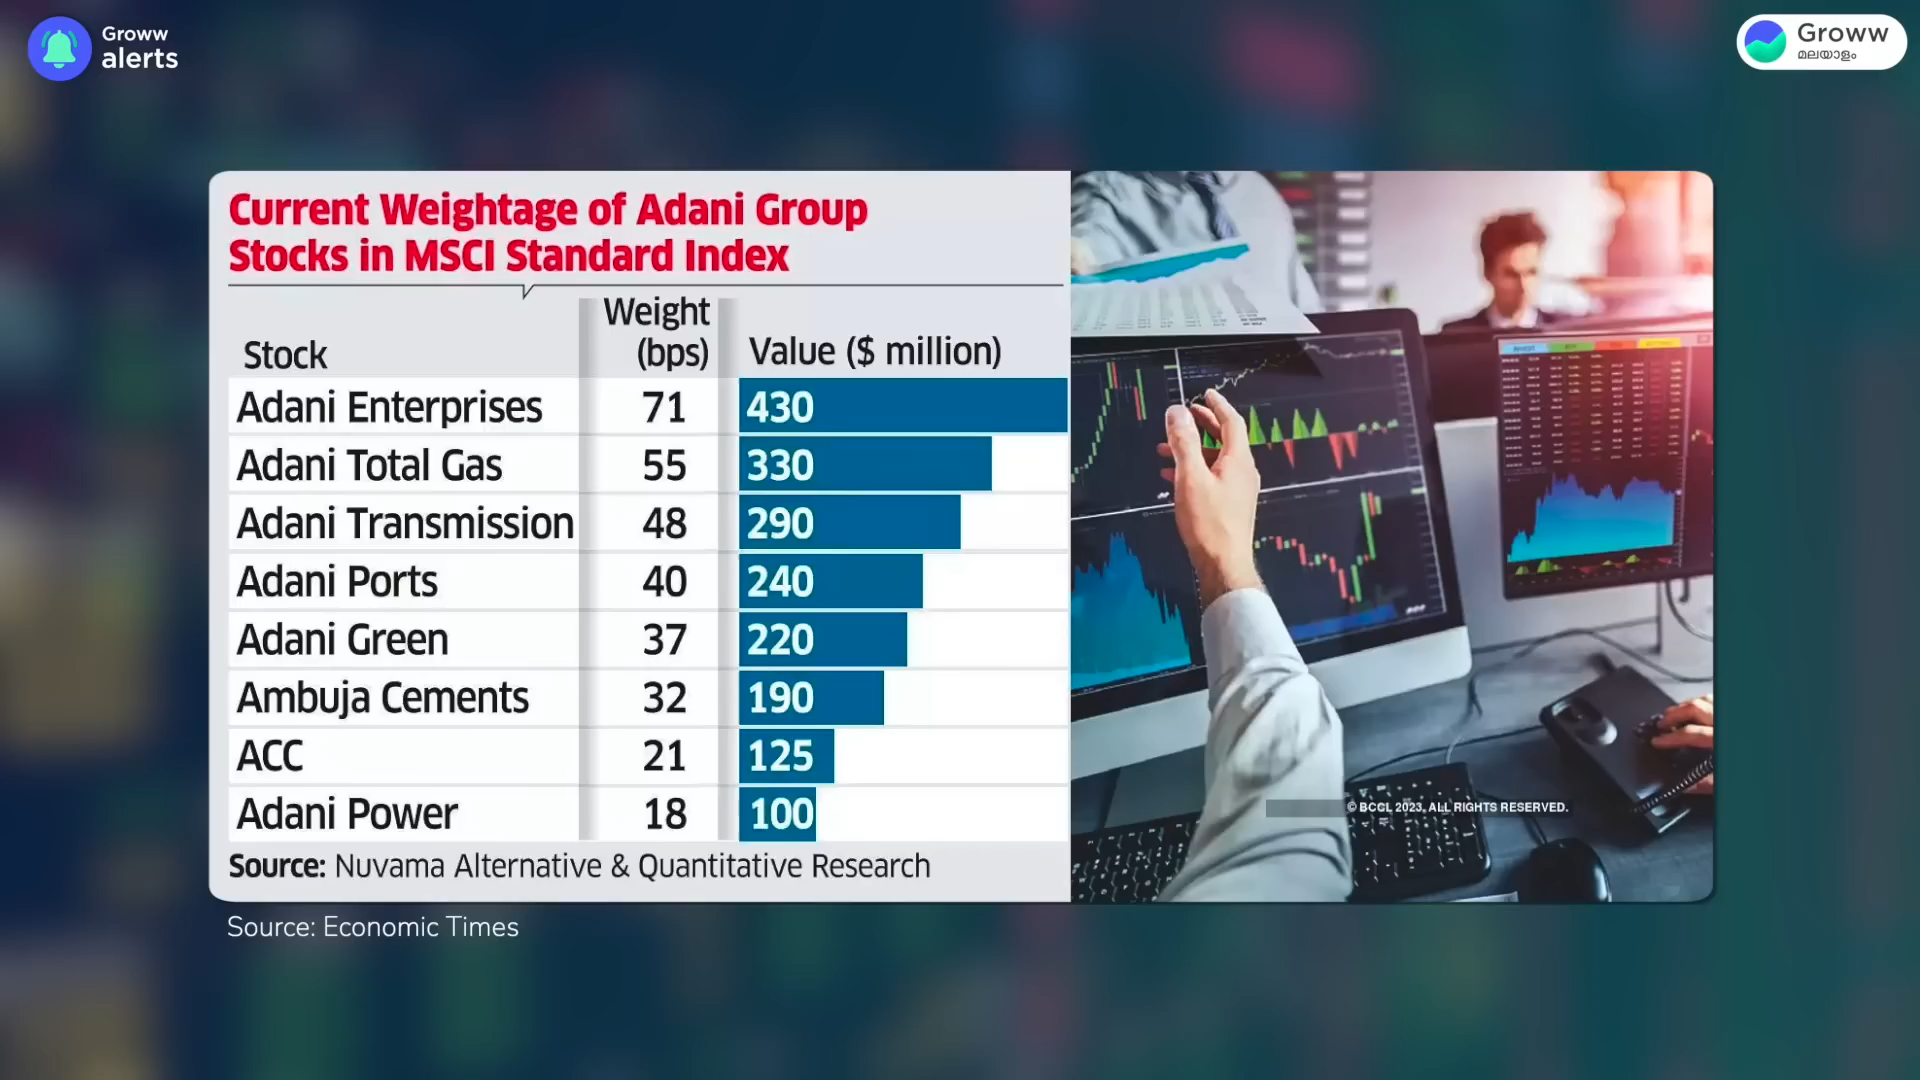 Groww
alerts
Groww
മലയാളം
Current Weightage of Adani Group
Stocks in MSCI Standard Index
Stock
Weight
(bps)
Value ($ million)
Adani Enterprises 71 430
Adani Total Gas 55 330
Adani Transmission 48 290
Adani Ports 40 240
Adani Green 37 220
Ambuja Cements 32 190
ACC 21 125
Adani Power 18 100
Source: Nuvama Alternative & Quantitative Research
© BCCL 2023. ALL RIGHTS RESERVED.
Source: Economic Times